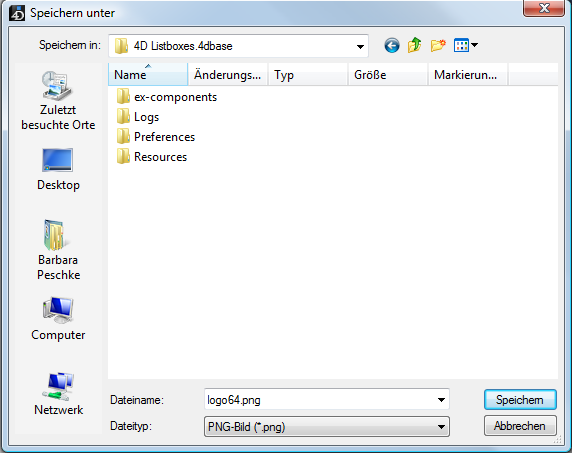 4D Speichern unter
Speichern in: 4D Listboxes.4dbase
Name Änderungs... Typ Größe Markierun...
ex-components
Logs
Preferences
Resources
Zuletzt
besuchte Orte
Desktop
Barbara
Peschke
Computer
Netzwerk
Dateiname: logo64.png Speichern
Dateityp: PNG-Bild (*.png) Abbrechen